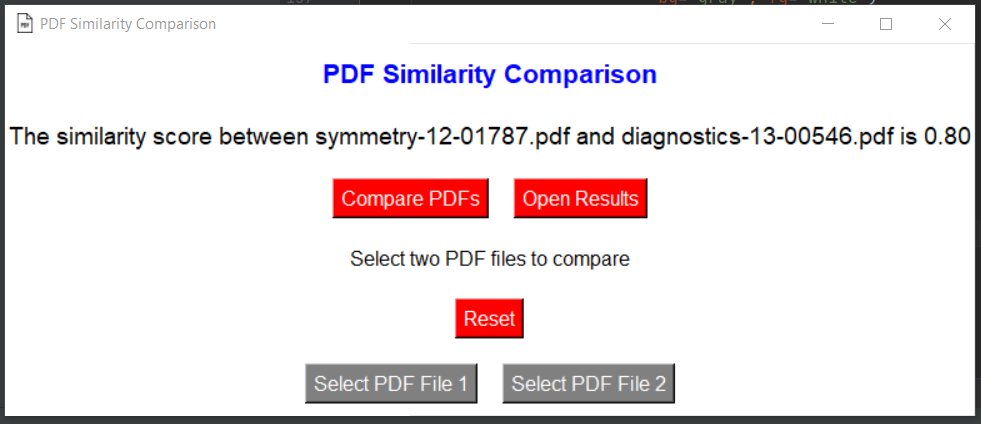 PDF Similarity Comparison
PDF Similarity Comparison
The similarity score between symmetry-12-01787.pdf and diagnostics-13-00546.pdf is 0.80
Compare PDFs Open Results
Select two PDF files to compare
Reset
Select PDF File 1 Select PDF File 2